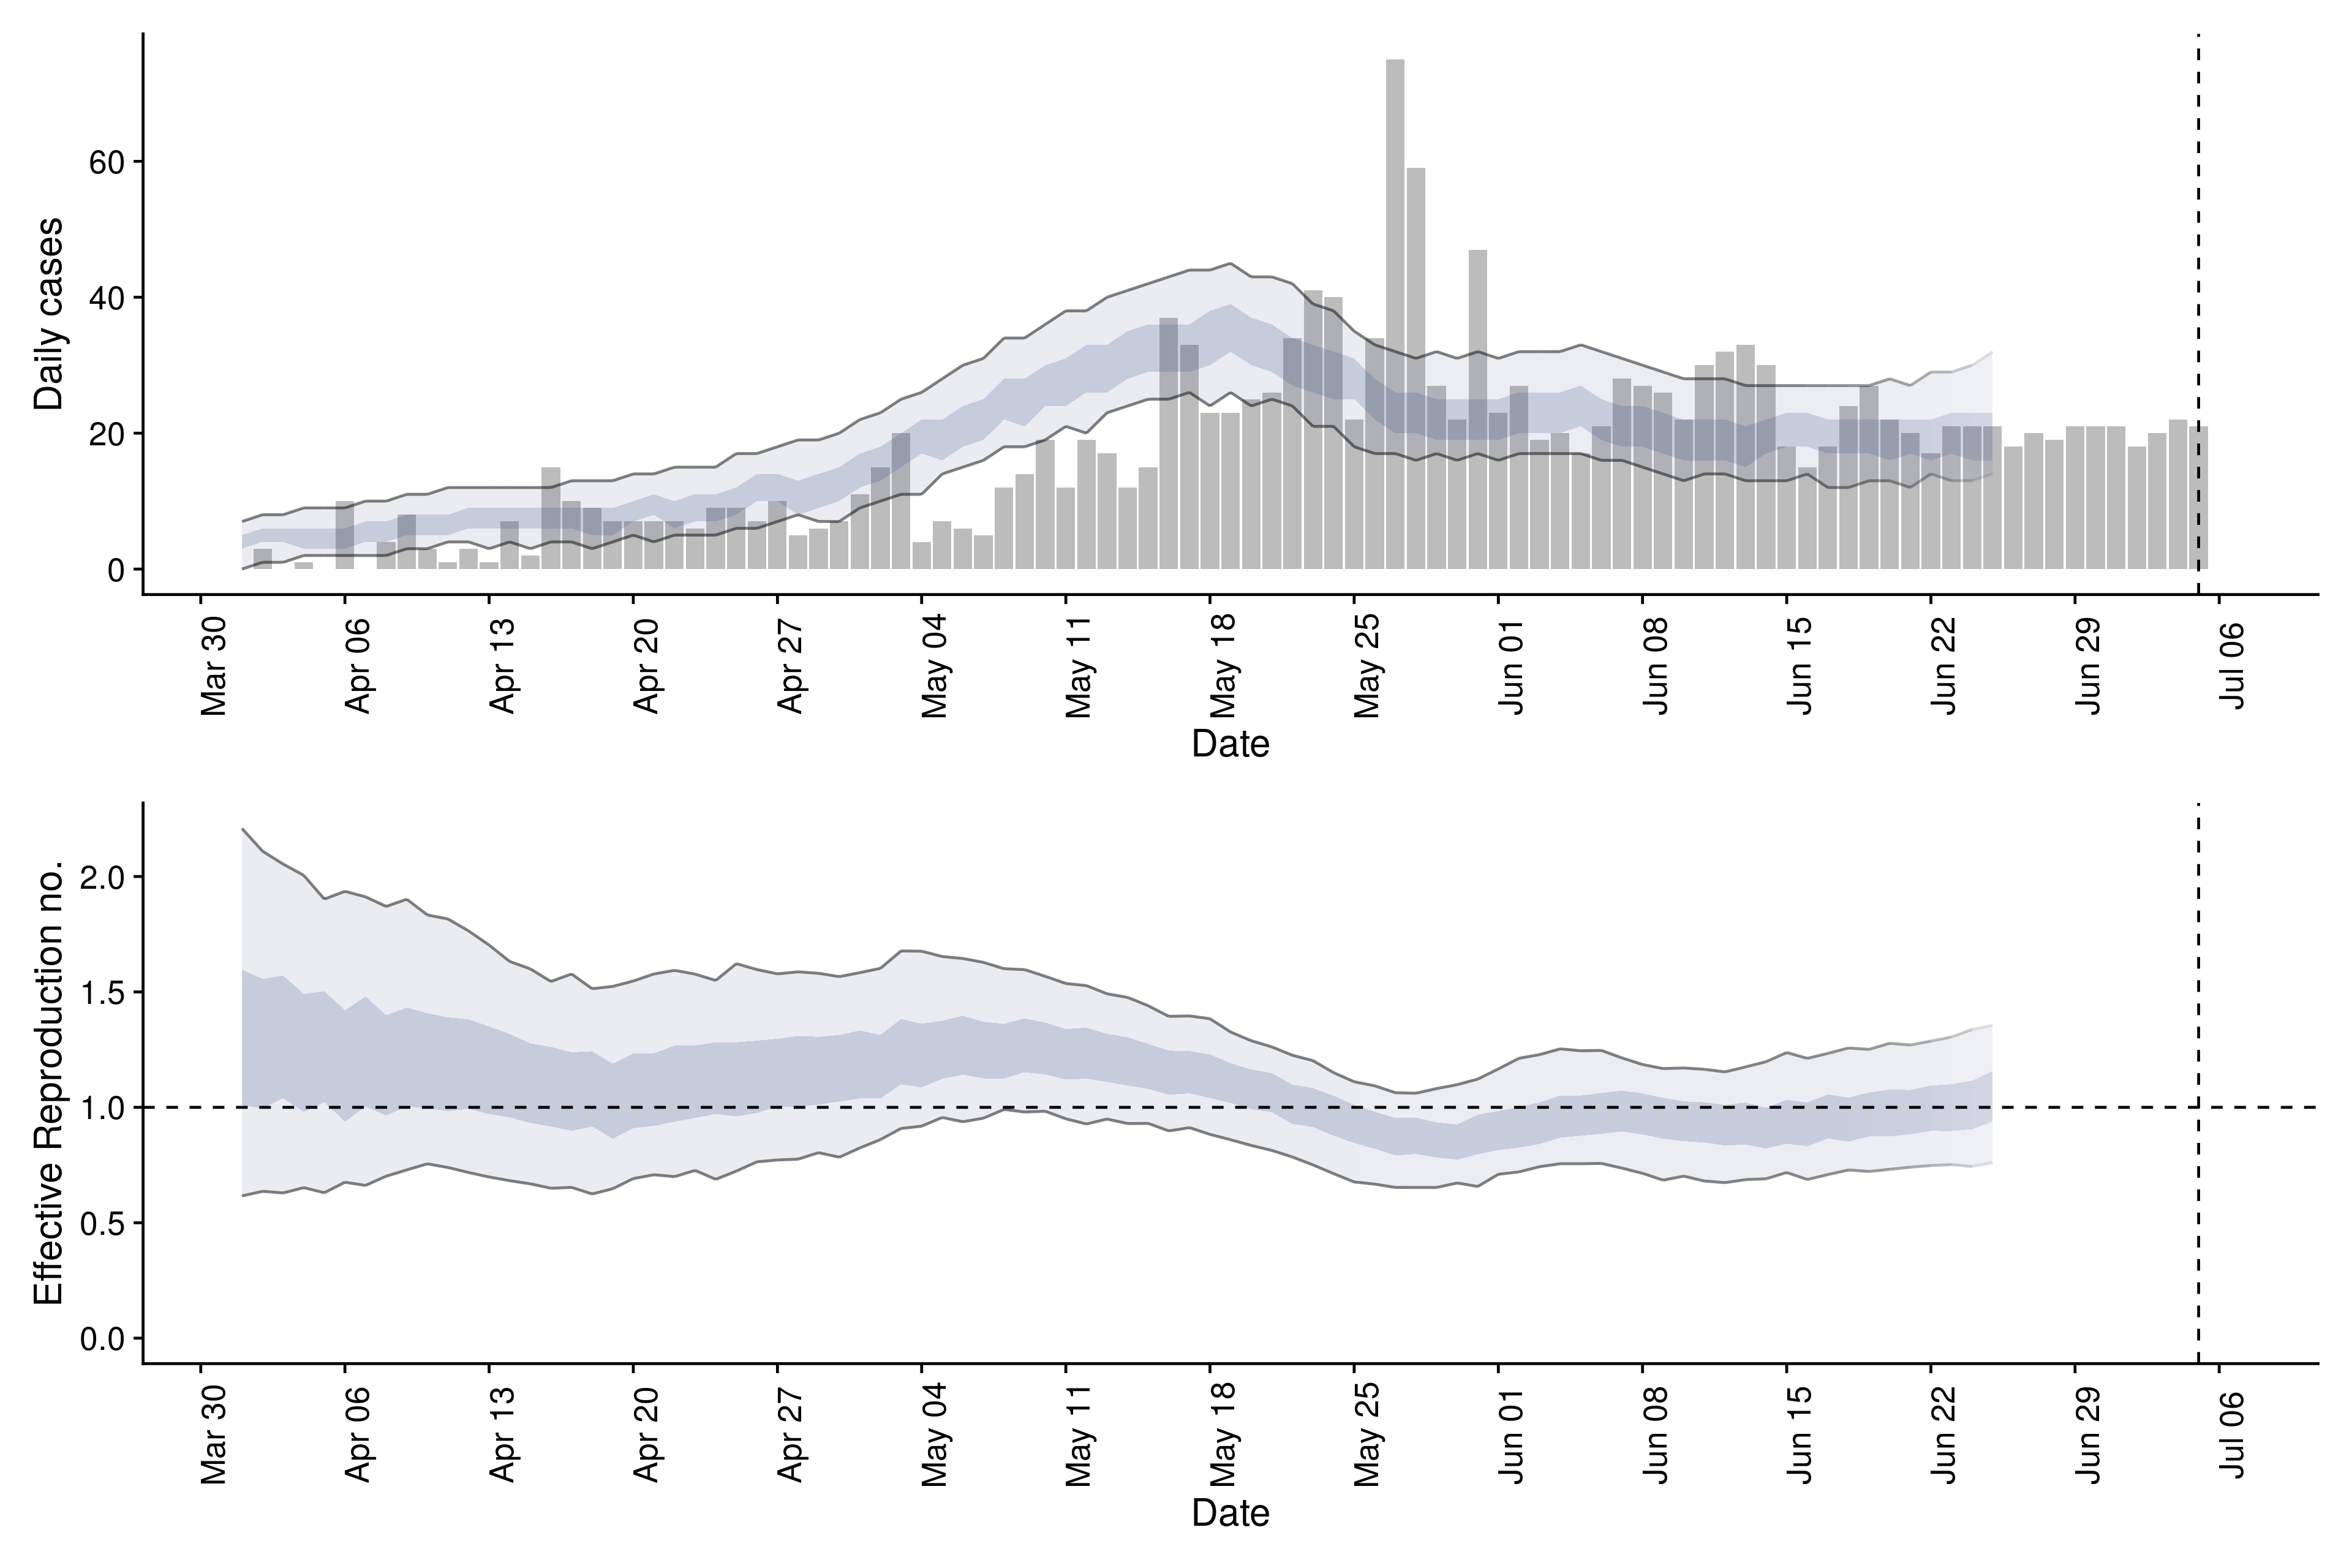 Daily cases
60
40
20
0
Mar 30
Apr 06
Apr 13
Apr 20
Apr 27
May 04
May 11
May 18
May 25
Jun 01
Jun 08
Jun 15
Jun 22
Jun 29
Jul 06
Date
Effective Reproduction no.
2.0
1.5
1.0
0.5
0.0
Mar 30
Apr 06
Apr 13
Apr 20
Apr 27
May 04
May 11
May 18
May 25
Jun 01
Jun 08
Jun 15
Jun 22
Jun 29
Jul 06
Date